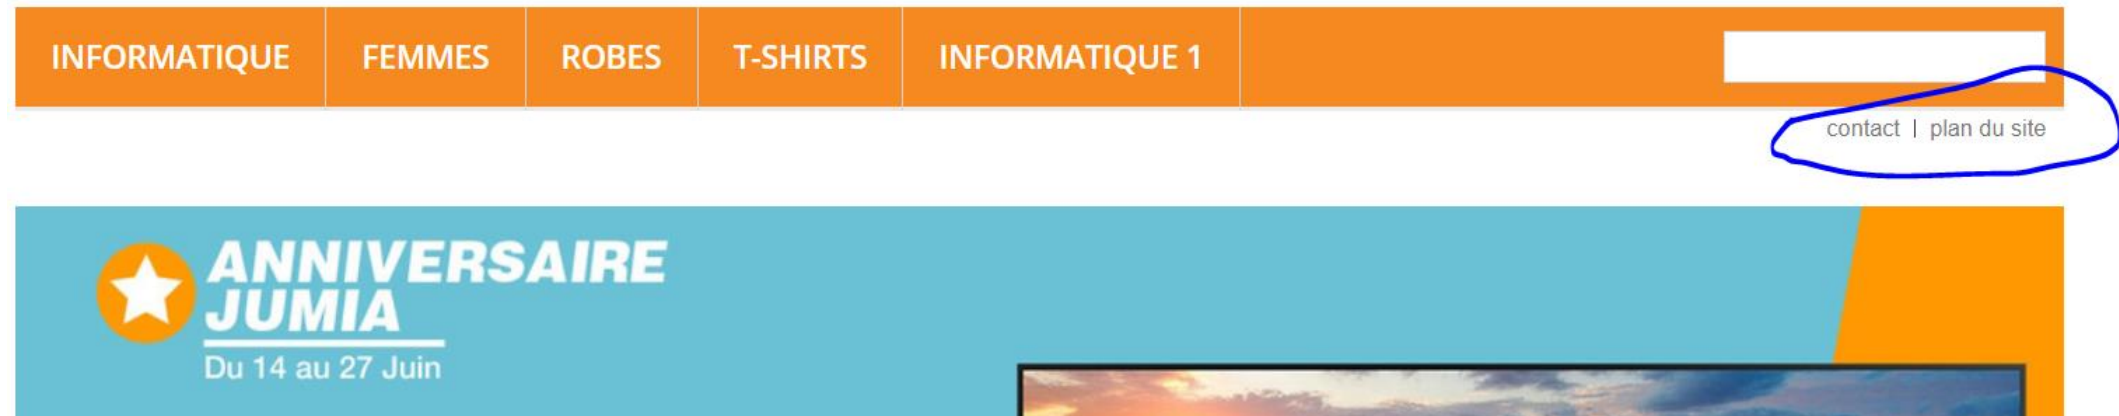 INFORMATIQUE FEMMES ROBES T-SHIRTS INFORMATIQUE 1
contact | plan du site
ANNIVERSAIRE
JUMIA
Du 14 au 27 Juin